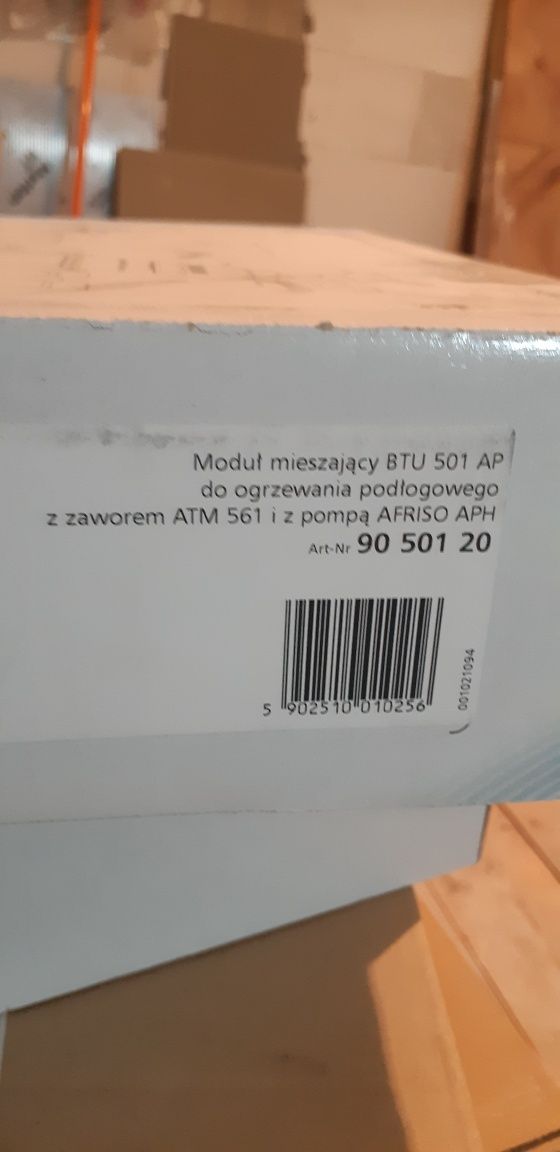 Moduł mieszający BTU 501 AP
do ogrzewania podłogowego
z zaworem ATM 561 i z pompą AFRISO APH
Art-Nr 90 501 20
5 902510 010256
001021094